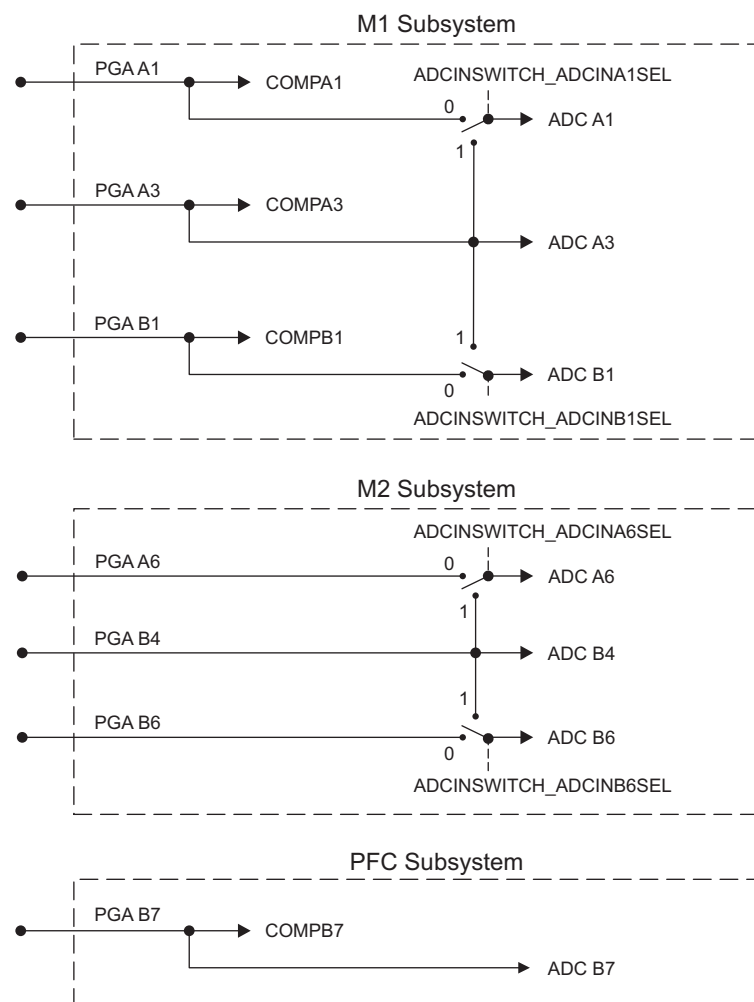 M1 Subsystem
PGA A1
COMPA1
ADCINSWITCH_ADCINA1SEL
0
ADC A1
1
PGA A3
COMPA3
ADC A3
PGA B1
COMPB1
1
ADC B1
0
ADCINSWITCH_ADCINB1SEL
M2 Subsystem
ADCINSWITCH_ADCINA6SEL
PGA A6
0
ADC A6
1
PGA B4
ADC B4
1
PGA B6
ADC B6
0
ADCINSWITCH_ADCINB6SEL
PFC Subsystem
PGA B7
COMPB7
ADC B7